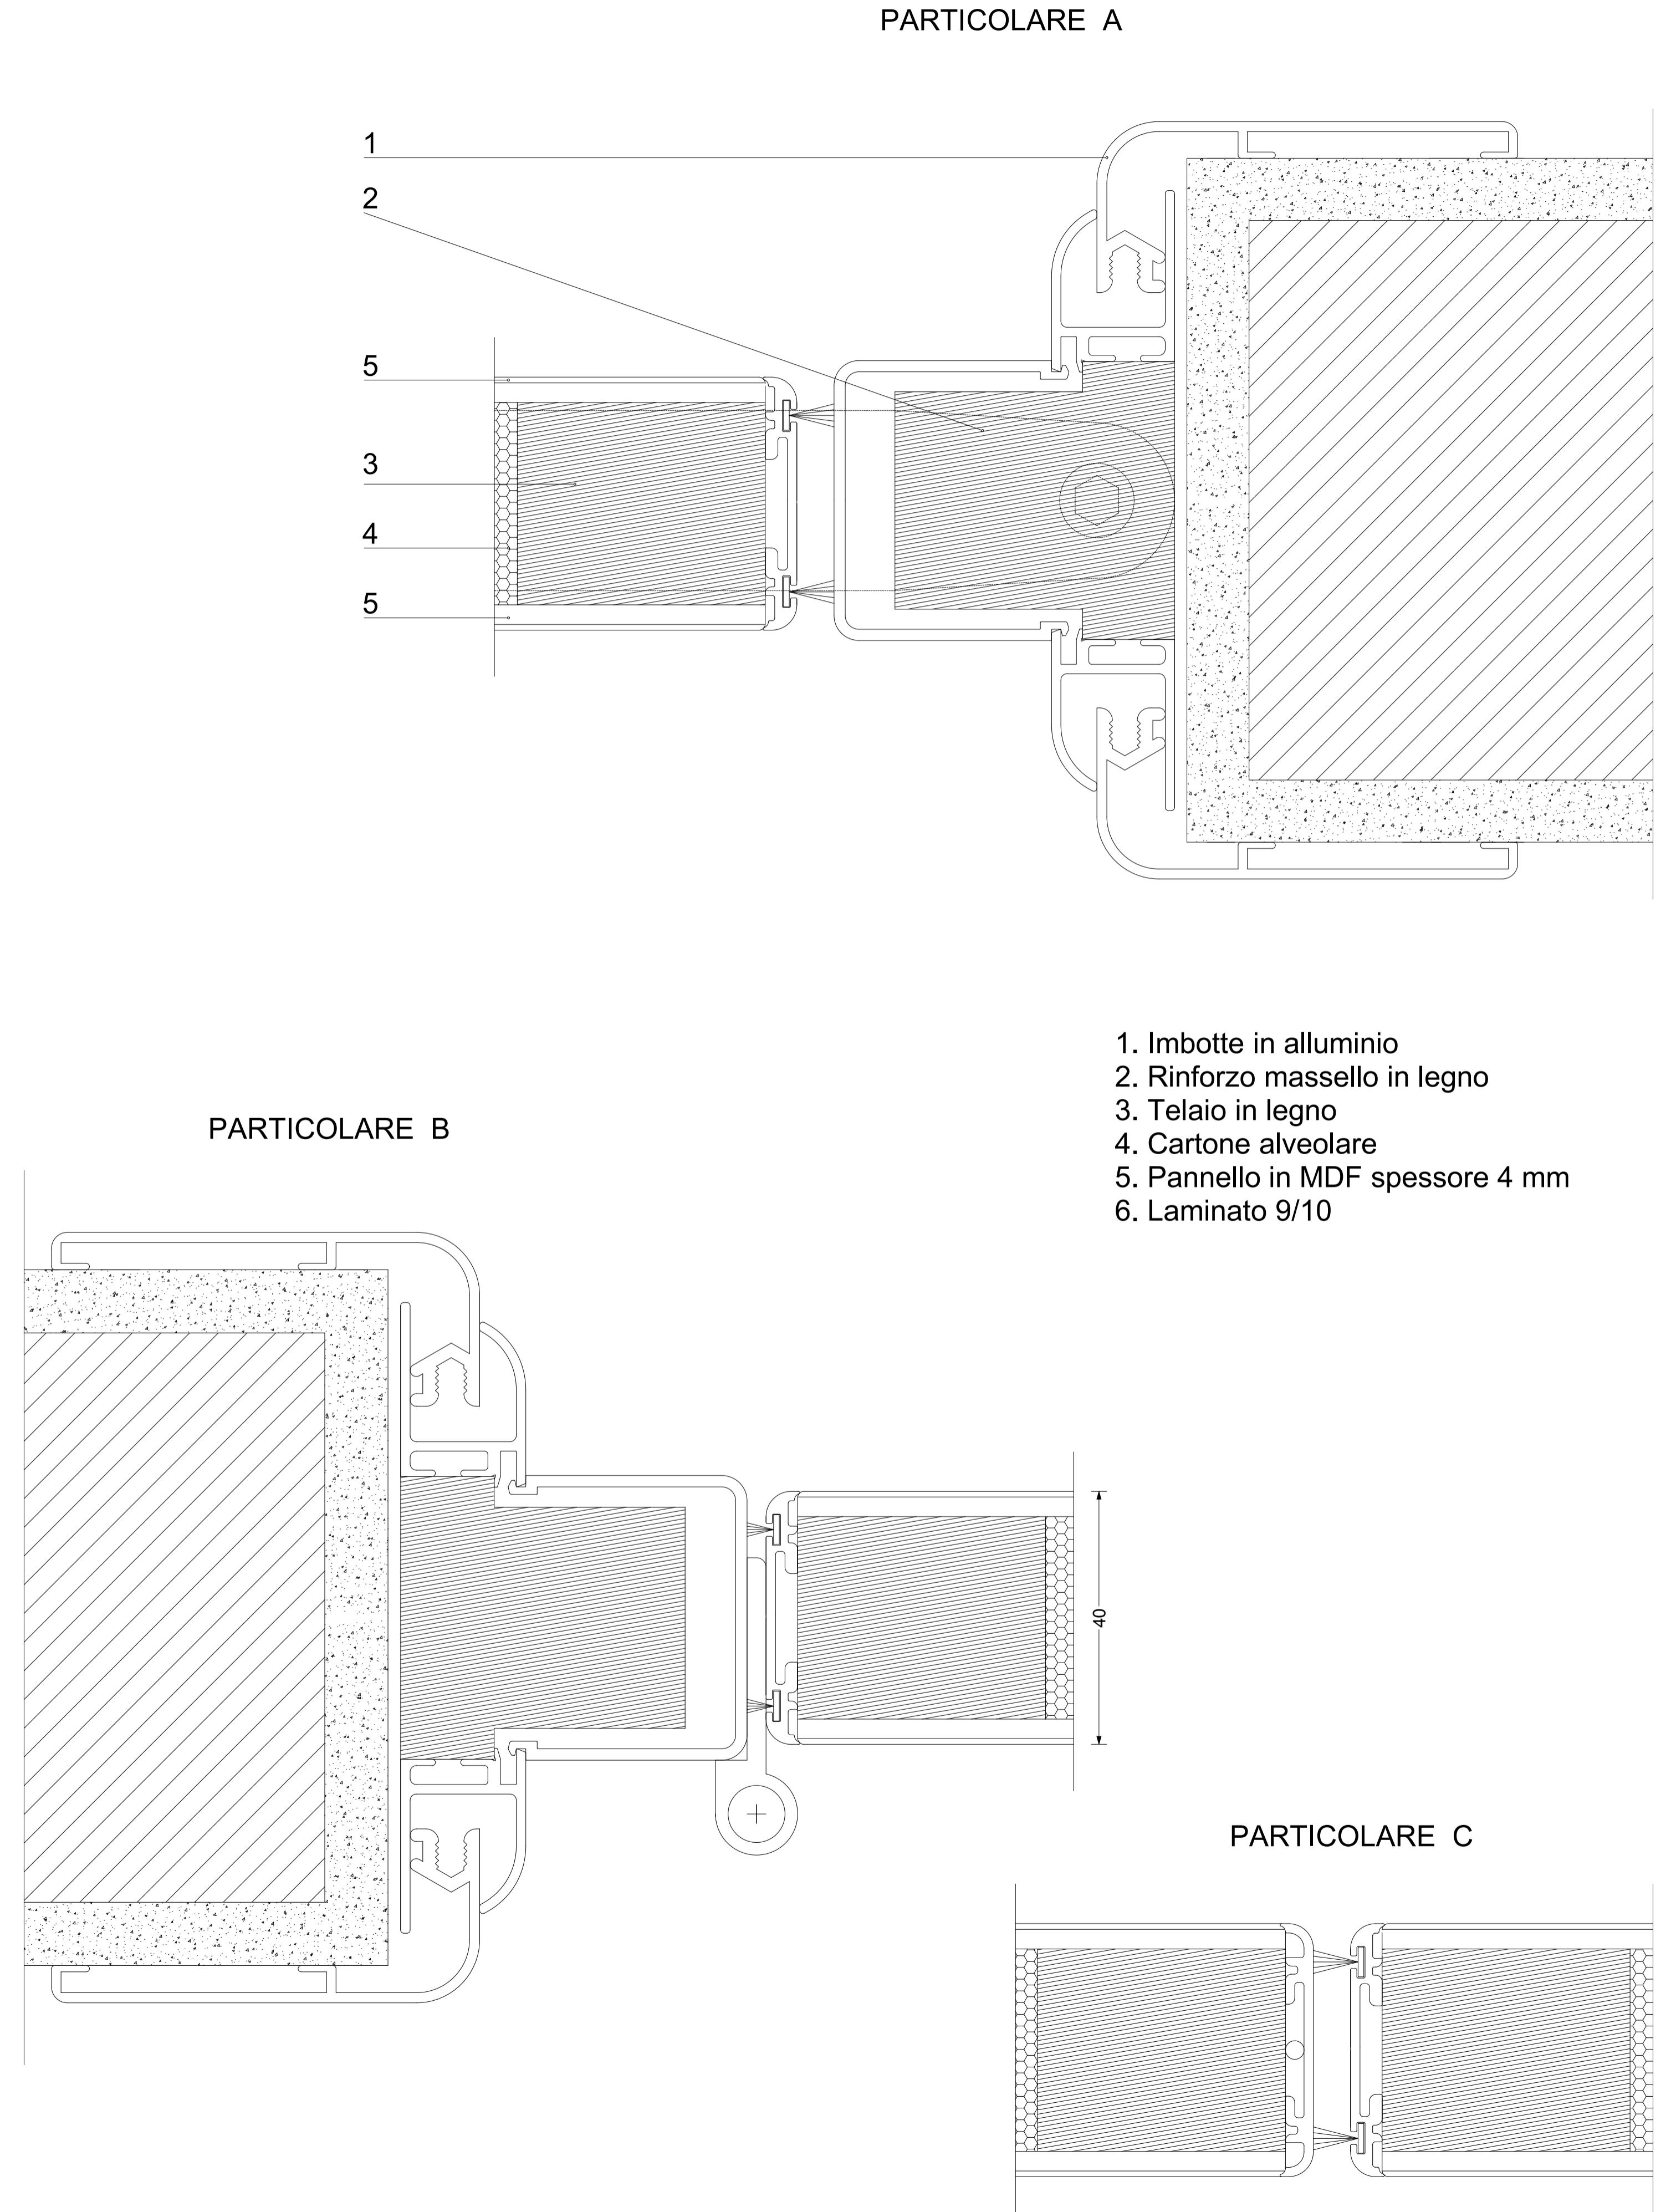 PARTICOLARE A
1
2
5
3
4
5
1. Imbotte in alluminio
2. Rinforzo massello in legno
3. Telaio in legno
4. Cartone alveolare
5. Pannello in MDF spessore 4 mm
6. Laminato 9/10
PARTICOLARE B
40
PARTICOLARE C